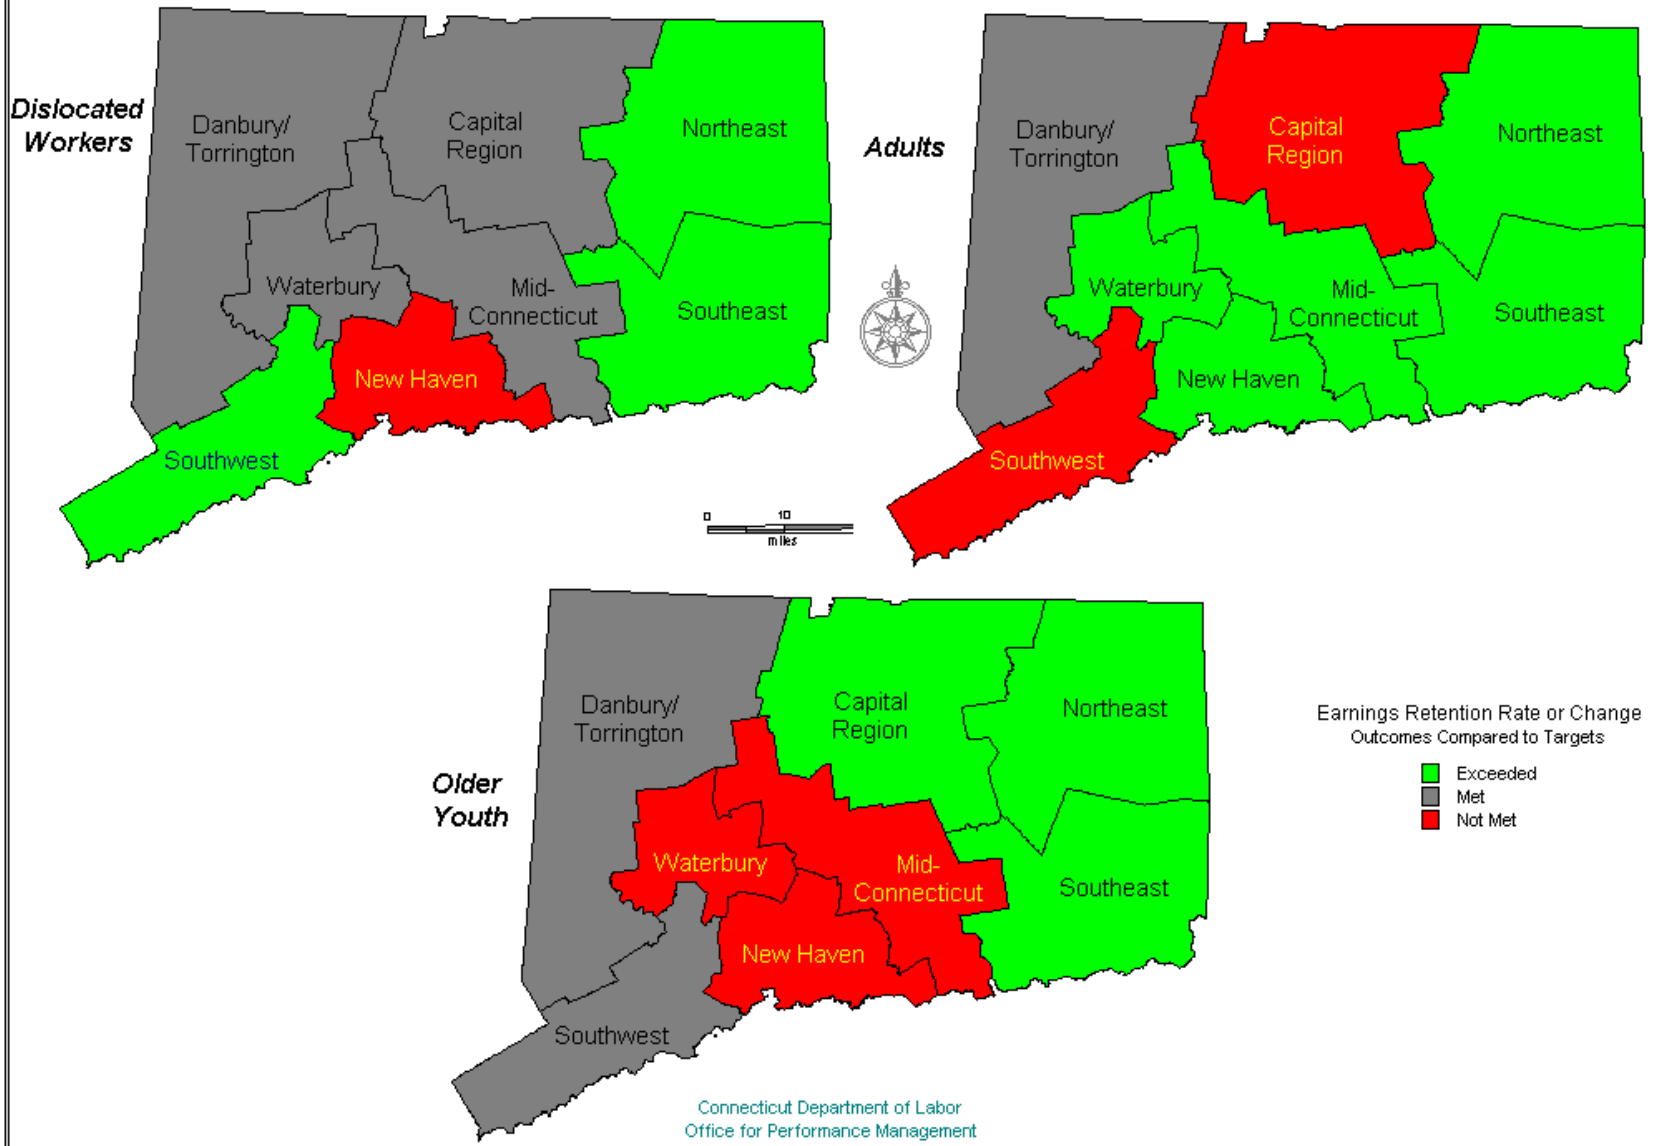 Dislocated
Workers
Danbury/
Torrington
Capital
Region
Northeast
Waterbury
Mid-
Connecticut
Southeast
New Haven
Southwest
Adults
Danbury/
Torrington
Capital
Region
Northeast
Waterbury
Mid-
Connecticut
Southeast
New Haven
Southwest
0 10
miles
Older
Youth
Danbury/
Torrington
Capital
Region
Northeast
Waterbury
Mid-
Connecticut
Southeast
New Haven
Southwest
Earnings Retention Rate or Change
Outcomes Compared to Targets
Exceeded
Met
Not Met
Connecticut Department of Labor
Office for Performance Management